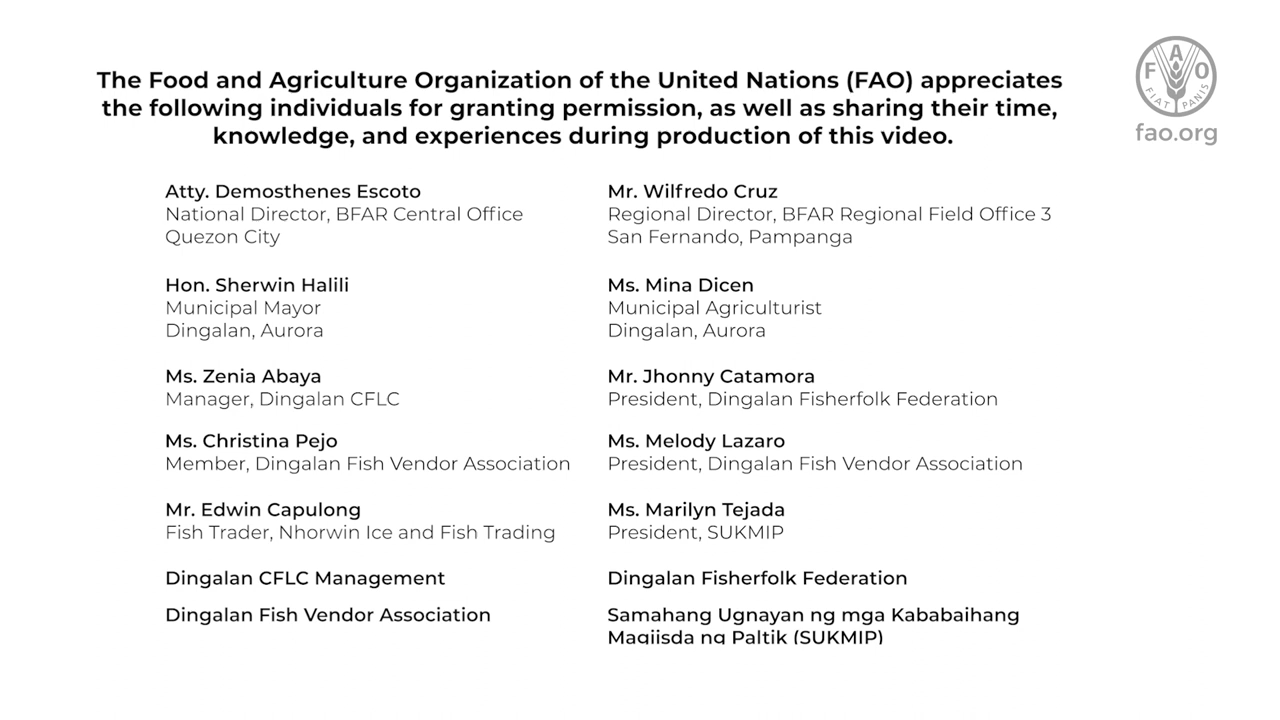 The Food and Agriculture Organization of the United Nations (FAO) appreciates
the following individuals for granting permission, as well as sharing their time,
knowledge, and experiences during production of this video.
F A O
FIAT PANIS
fao.org
Atty. Demosthenes Escoto
National Director, BFAR Central Office
Quezon City
Mr. Wilfredo Cruz
Regional Director, BFAR Regional Field Office 3
San Fernando, Pampanga
Hon. Sherwin Halili
Municipal Mayor
Dingalan, Aurora
Ms. Mina Dicen
Municipal Agriculturist
Dingalan, Aurora
Ms. Zenia Abaya
Manager, Dingalan CFLC
Mr. Jhonny Catamora
President, Dingalan Fisherfolk Federation
Ms. Christina Pejo
Member, Dingalan Fish Vendor Association
Ms. Melody Lazaro
President, Dingalan Fish Vendor Association
Mr. Edwin Capulong
Fish Trader, Nhorwin Ice and Fish Trading
Ms. Marilyn Tejada
President, SUKMIP
Dingalan CFLC Management
Dingalan Fisherfolk Federation
Dingalan Fish Vendor Association
Samahang Ugnayan ng mga Kababaihang
Magiisda ng Paltik (SUKMIP)